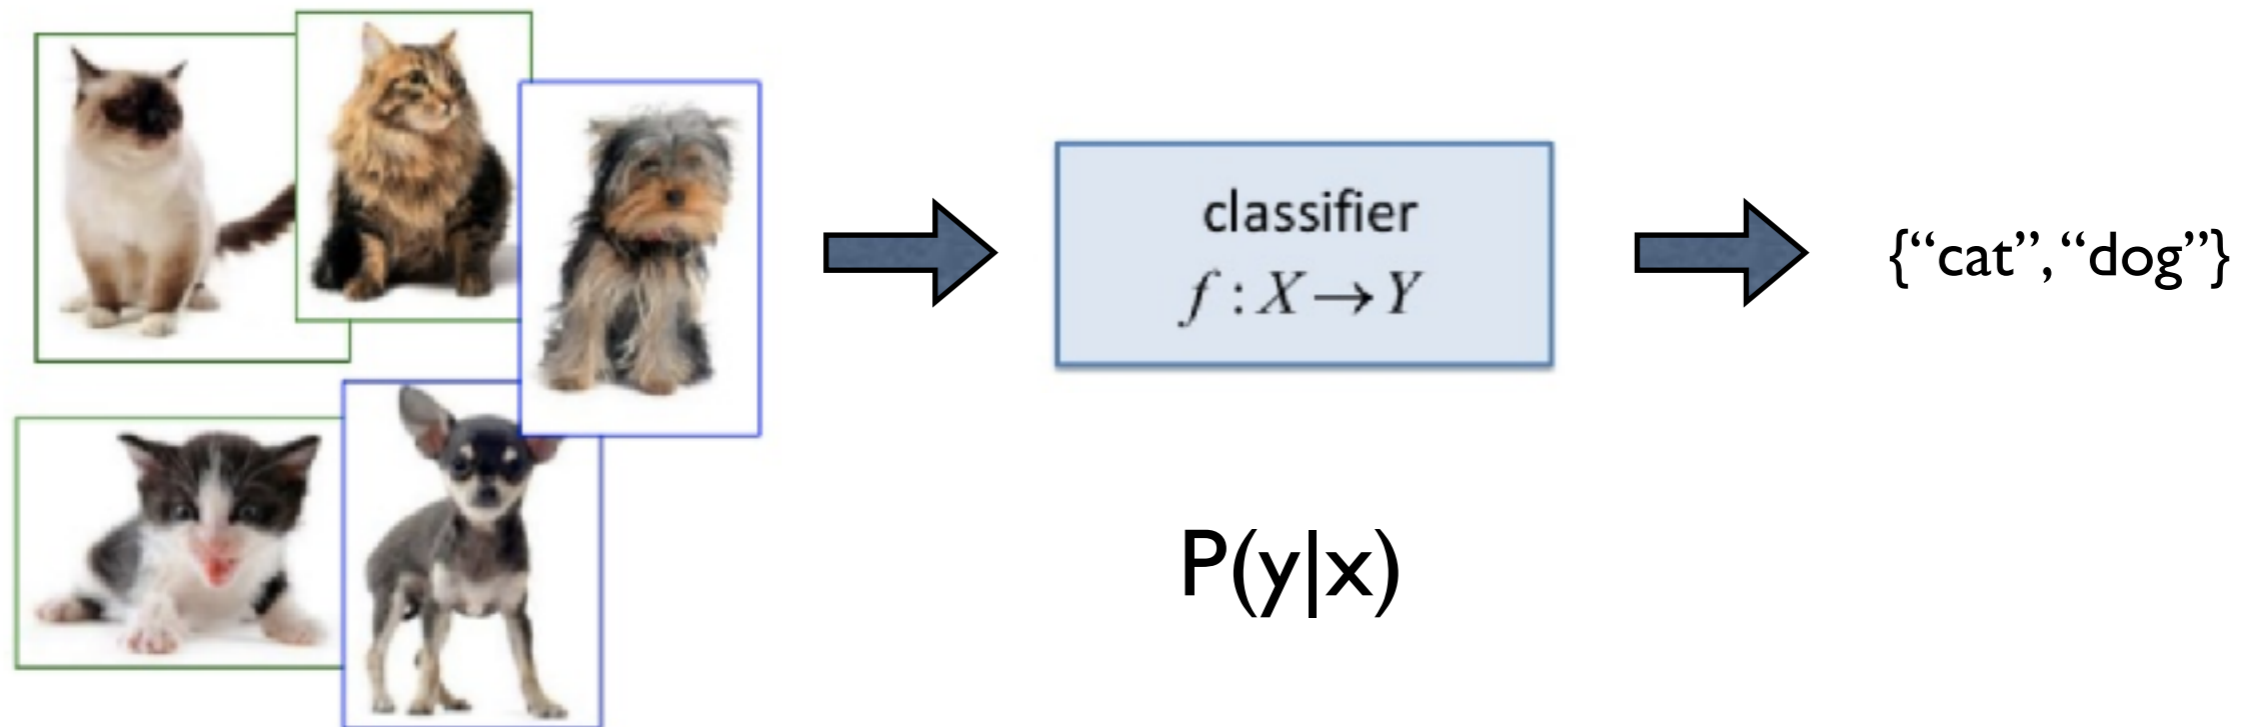 classifier
f : X → Y
{“cat”, “dog”}
P(y|x)